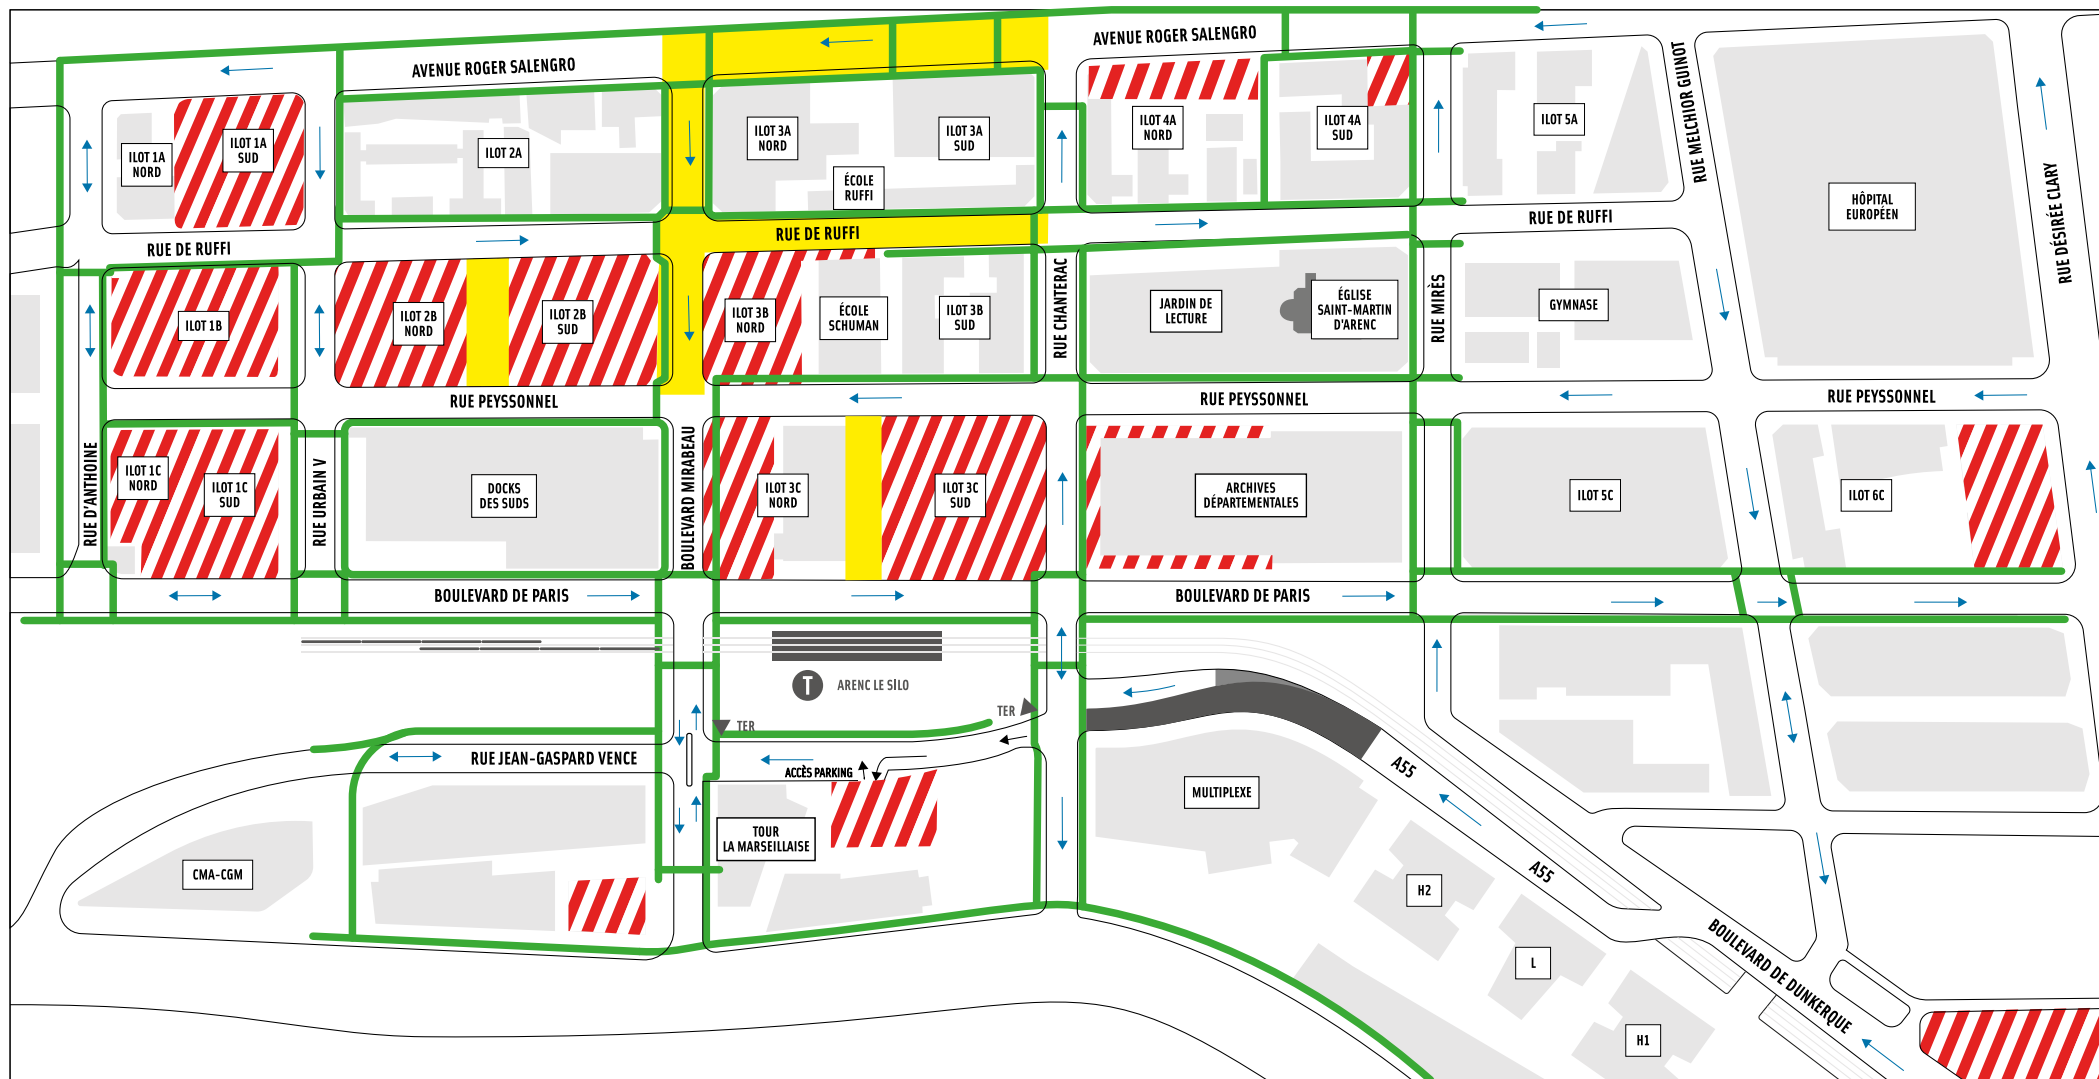 AVENUE ROGER SALENGRO
AVENUE ROGER SALENGRO
RUE MELCHIOR GUINOT
ILOT 1A
NORD
ILOT 1A
SUD
ILOT 2A
ILOT 3A
NORD
ILOT 3A
SUD
ÉCOLE
RUFFI
ILOT 4A
NORD
ILOT 4A
SUD
ILOT 5A
HÔPITAL
EUROPÉEN
RUE DÉSIRÉE CLARY
RUE DE RUFFI
RUE DE RUFFI
RUE DE RUFFI
ILOT 1B
ILOT 2B
NORD
ILOT 2B
SUD
ILOT 3B
NORD
ÉCOLE
SCHUMAN
ILOT 3B
SUD
RUE CHANTERAC
JARDIN DE
LECTURE
ÉGLISE
SAINT-MARTIN
D'ARENC
RUE MIRÈS
GYMNASE
RUE PEYSSONNEL
RUE PEYSSONNEL
RUE PEYSSONNEL
RUE D'ANTHOINE
ILOT 1C
NORD
ILOT 1C
SUD
RUE URBAIN V
DOCKS
DES SUDS
BOULEVARD MIRABEAU
ILOT 3C
NORD
ILOT 3C
SUD
ARCHIVES
DÉPARTEMENTALES
ILOT 5C
ILOT 6C
BOULEVARD DE PARIS
BOULEVARD DE PARIS
T
ARENC LE SILO
TER
TER
RUE JEAN-GASPARD VENCE
ACCÈS PARKING
TOUR
LA MARSEILLAISE
CMA-CGM
MULTIPLEXE
A55
A55
H2
L
H1
BOULEVARD DE DUNKERQUE